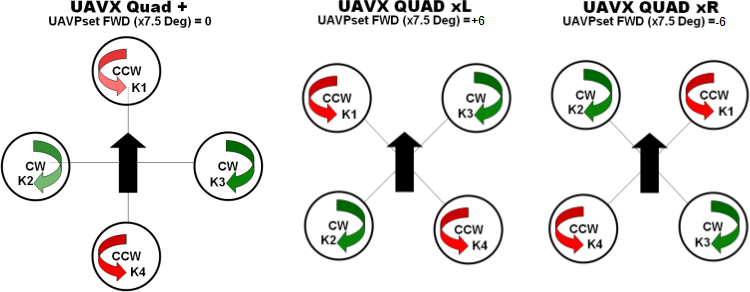 UAVX Quad +
UAVPset FWD (x7.5 Deg) = 0
CCW
K1
CW
K2
CW
K3
CCW
K4
UAVX QUAD xL
UAVPset FWD (x7.5 Deg) =+6
CCW
K1
CW
K3
CW
K2
CCW
K4
UAVX QUAD xR
UAVPset FWD (x7.5 Deg) =-6
CW
K2
CCW
K1
CCW
K4
CW
K3